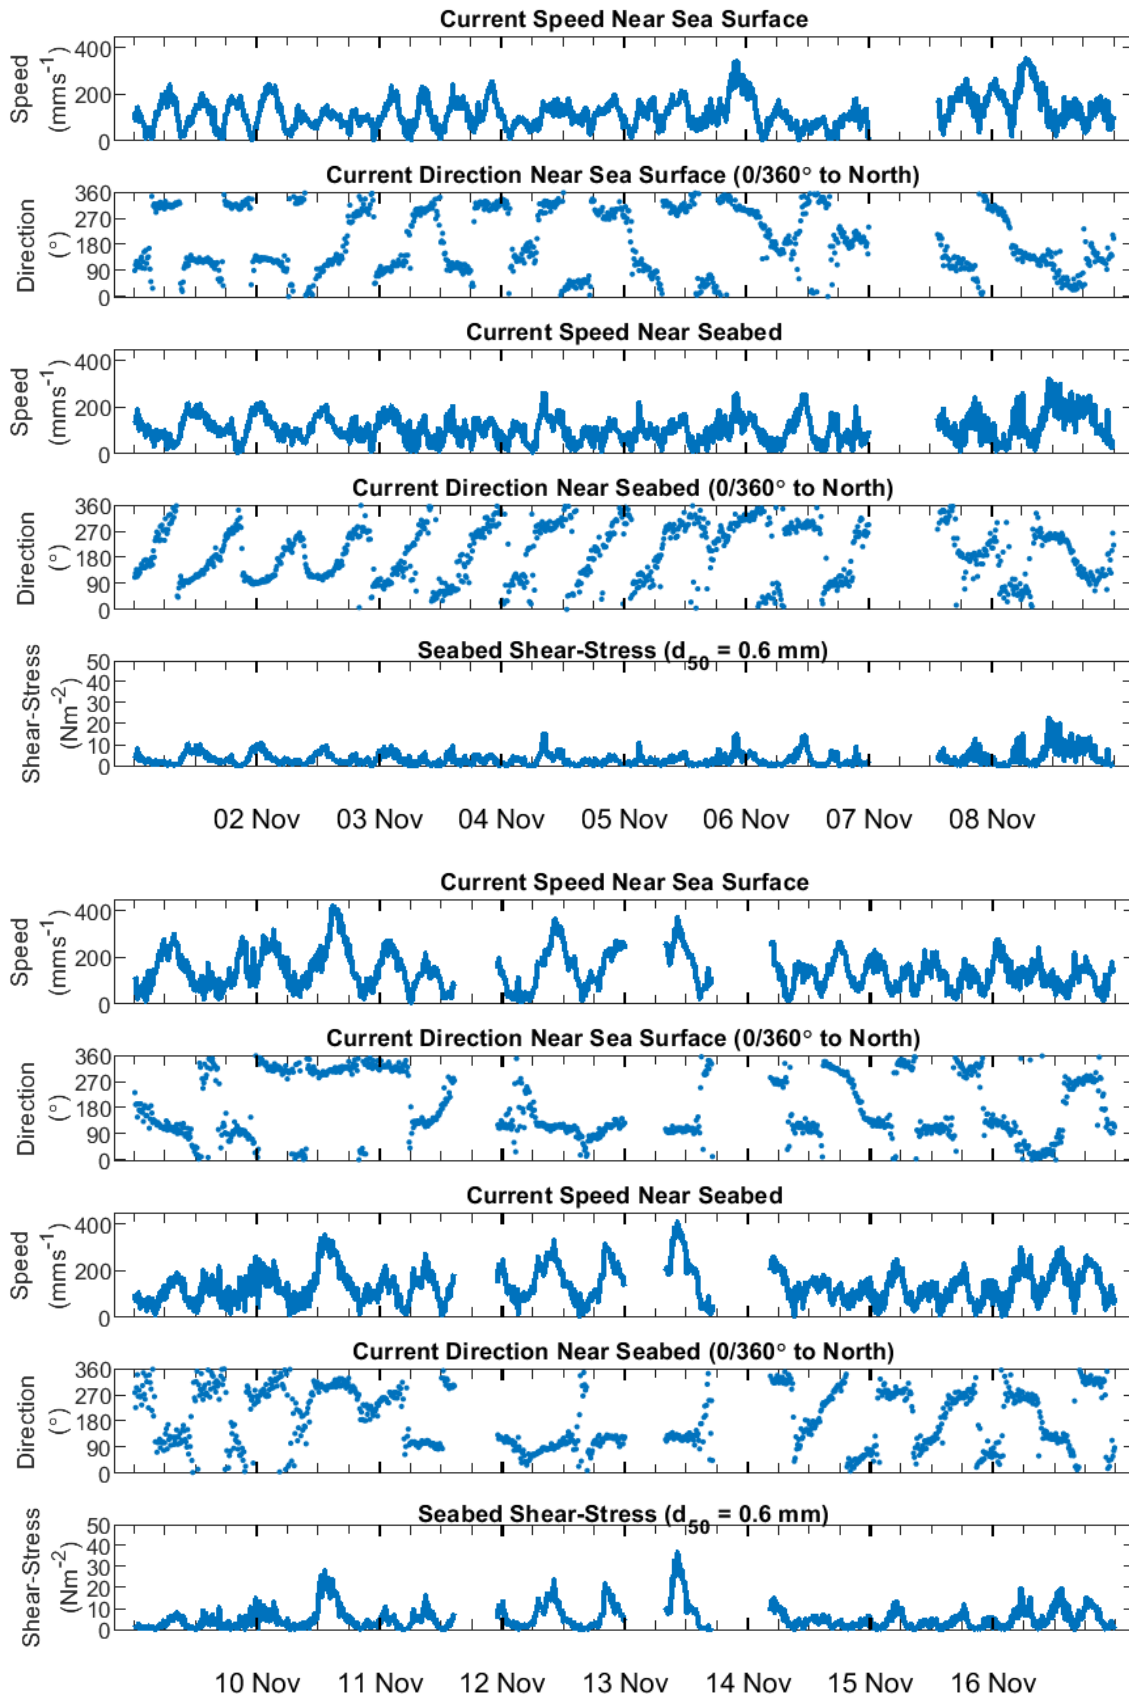 Current Speed Near Sea Surface
Speed
(mms⁻¹)
400
200
0
Current Direction Near Sea Surface (0/360° to North)
Direction
(°)
360
270
180
90
0
Current Speed Near Seabed
Speed
(mms⁻¹)
400
200
0
Current Direction Near Seabed (0/360° to North)
Direction
(°)
360
270
180
90
0
Seabed Shear-Stress (d₅₀ = 0.6 mm)
Shear-Stress
(Nm⁻²)
50
40
30
20
10
0
02 Nov 03 Nov 04 Nov 05 Nov 06 Nov 07 Nov 08 Nov
Current Speed Near Sea Surface
Speed
(mms⁻¹)
400
200
0
Current Direction Near Sea Surface (0/360° to North)
Direction
(°)
360
270
180
90
0
Current Speed Near Seabed
Speed
(mms⁻¹)
400
200
0
Current Direction Near Seabed (0/360° to North)
Direction
(°)
360
270
180
90
0
Seabed Shear-Stress (d₅₀ = 0.6 mm)
Shear-Stress
(Nm⁻²)
50
40
30
20
10
0
10 Nov 11 Nov 12 Nov 13 Nov 14 Nov 15 Nov 16 Nov